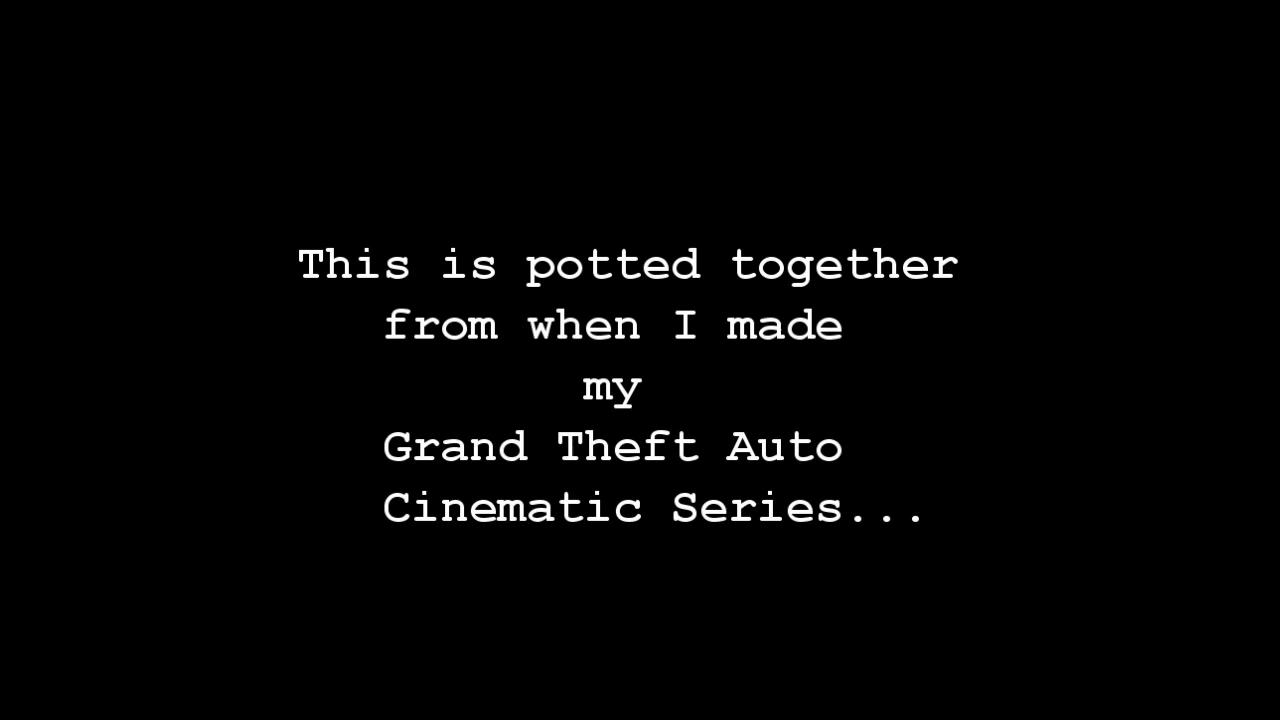 This is potted together
from when I made
my
Grand Theft Auto
Cinematic Series...